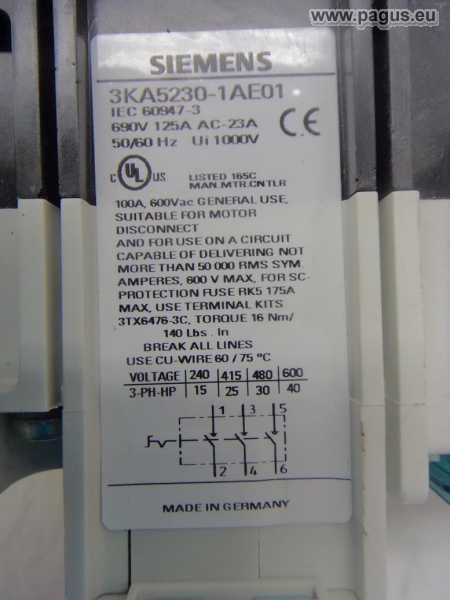 www.pagus.eu
SIEMENS
3KA5230-1AE01
IEC 60947-3
690V 125A AC-23A
50/60 Hz Ui 1000V
CE
C UL US
LISTED 165C
MAN.MTR.CNTLR
100A, 600Vac GENERAL USE,
SUITABLE FOR MOTOR
DISCONNECT
AND FOR USE ON A CIRCUIT
CAPABLE OF DELIVERING NOT
MORE THAN 50 000 RMS SYM.
AMPERES, 600 V MAX, FOR SC-
PROTECTION FUSE RK5 175A
MAX, USE TERMINAL KITS
3TX6476-3C, TORQUE 16 Nm/
140 Lbs . In
BREAK ALL LINES
USE CU-WIRE 60 / 75 °C
VOLTAGE 240 415 480 600
3-PH-HP 15 25 30 40
1 3 5
2 4 6
MADE IN GERMANY